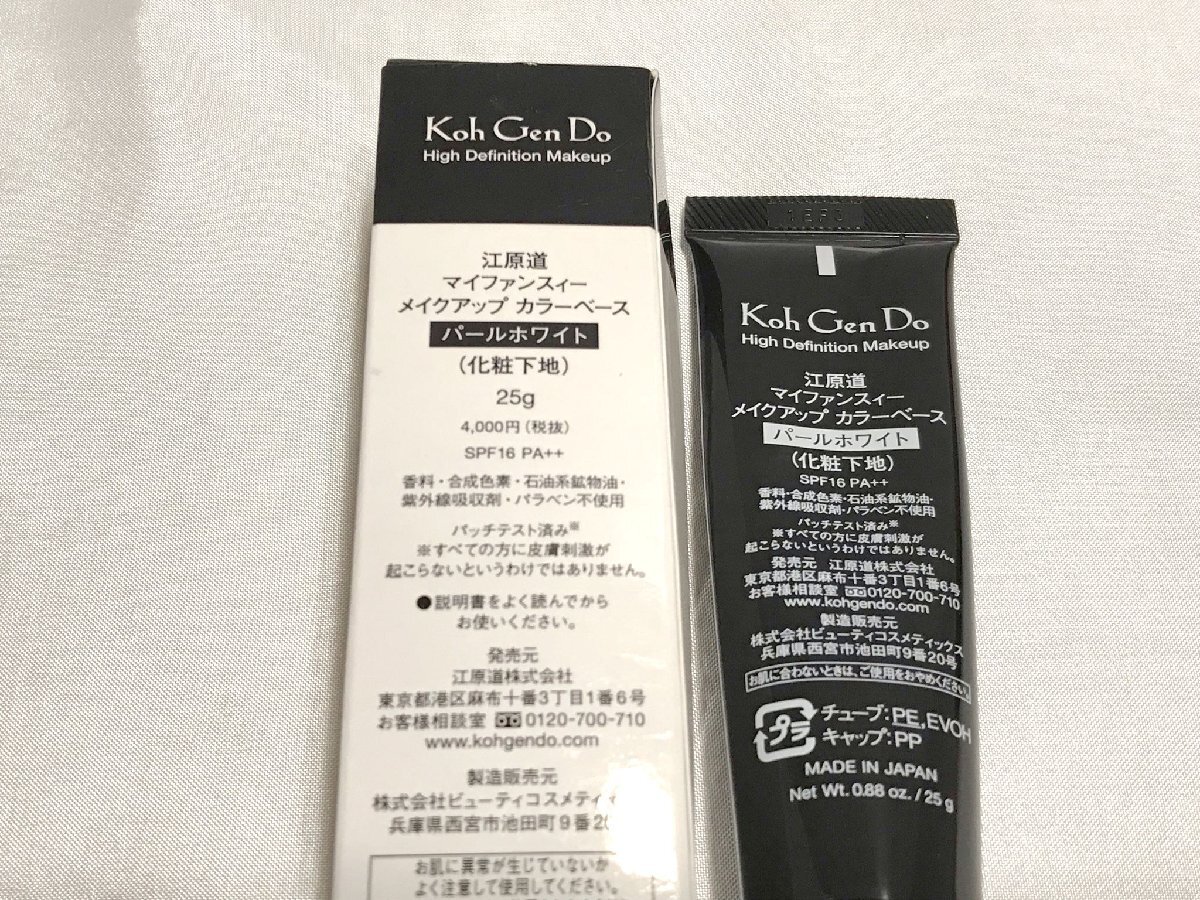 Koh Gen Do
High Definition Makeup
江原道
マイファンスィー
メイクアップ カラーベース
パールホワイト
(化粧下地)
25g
4,000円(税抜)
SPF16 PA++
香料・合成色素・石油系鉱物油・
紫外線吸収剤・パラベン不使用
パッチテスト済み※
※すべての方に皮膚刺激が
起こらないというわけではありません。
●説明書をよく読んでから
お使いください。
発売元
江原道株式会社
東京都港区麻布十番3丁目1番6号
お客様相談室 0120-700-710
www.kohgendo.com
製造販売元
株式会社ビューティコスメティ
兵庫県西宮市池田町9番2
お肌に異常が生じていないか
よく注意して使用してください。
Koh Gen Do
High Definition Makeup
江原道
マイファンスィー
メイクアップ カラーベース
パールホワイト
(化粧下地)
SPF16 PA++
香料・合成色素・石油系鉱物油・
紫外線吸収剤・パラベン不使用
パッチテスト済み※
※すべての方に皮膚刺激が
起こらないというわけではありません。
発売元 江原道株式会社
東京都港区麻布十番3丁目1番6号
お客様相談室 0120-700-710
www.kohgendo.com
製造販売元
株式会社ビューティコスメティックス
兵庫県西宮市池田町9番20号
お肌に合わないときは、ご使用をおやめください。
プラ
チューブ:PE,EVOH
キャップ:PP
MADE IN JAPAN
Net Wt. 0.88 oz. / 25 g